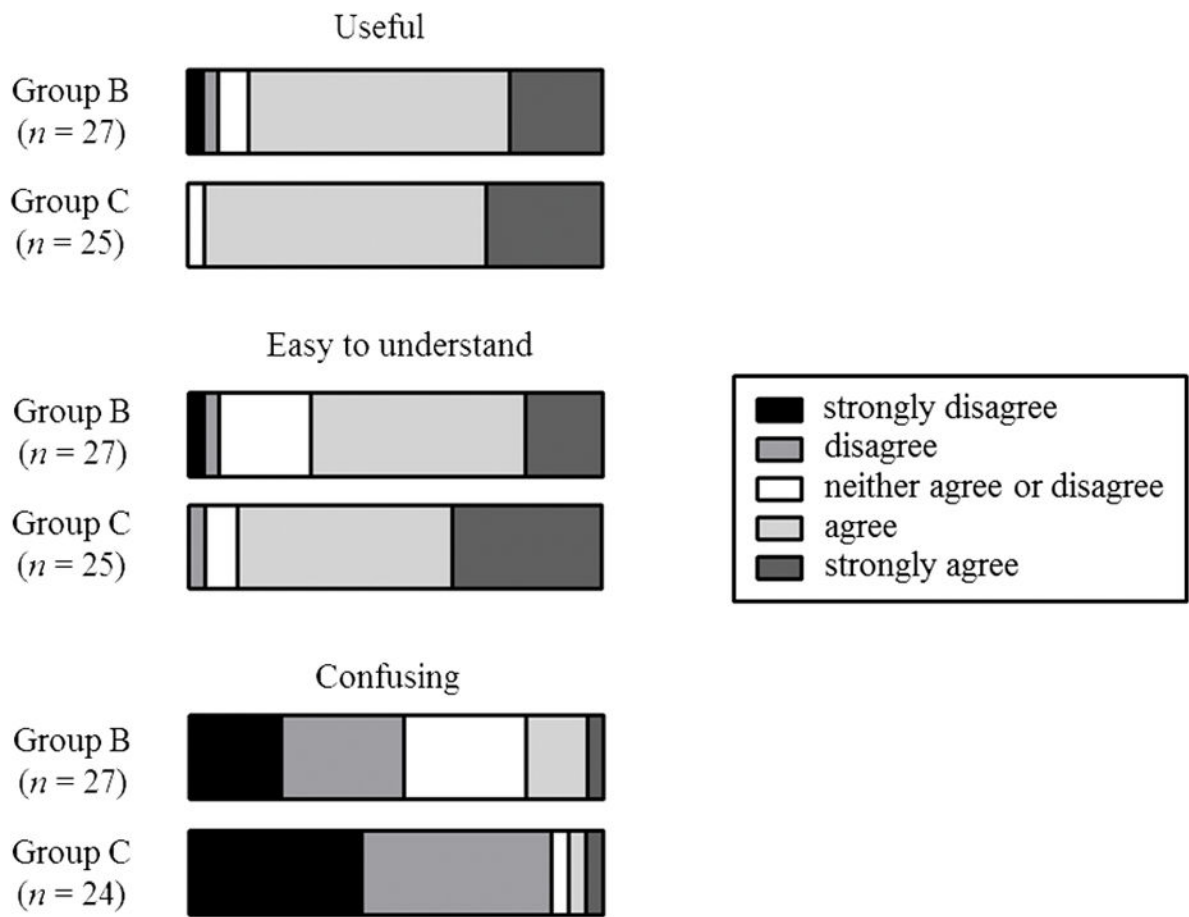 Useful
Group B
(n = 27)
Group C
(n = 25)
Easy to understand
Group B
(n = 27)
Group C
(n = 25)
strongly disagree
disagree
neither agree or disagree
agree
strongly agree
Confusing
Group B
(n = 27)
Group C
(n = 24)